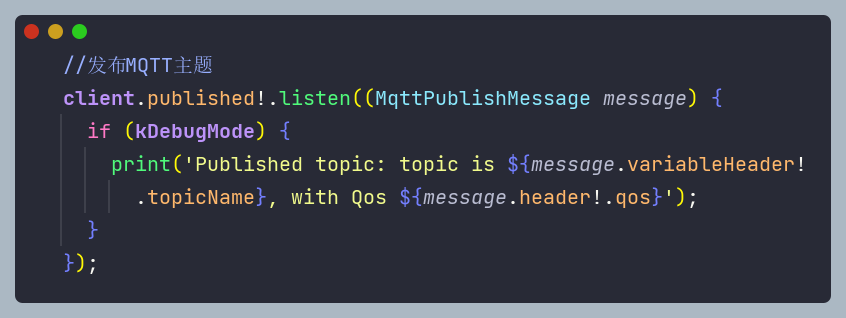 //发布MQTT主题
client.published!.listen((MqttPublishMessage message) {
if (kDebugMode) {
print('Published topic: topic is ${message.variableHeader!
.topicName}, with Qos ${message.header!.qos}');
}
});